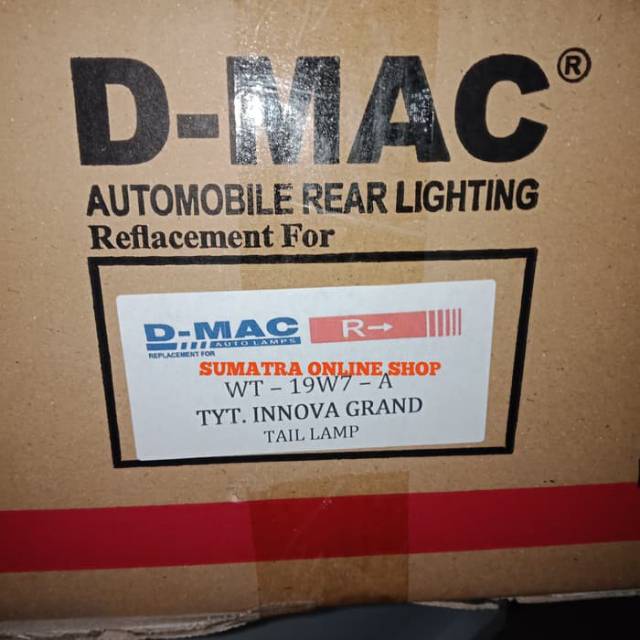 D-MAC®
AUTOMOBILE REAR LIGHTING
Reflacement For
D-MAC
AUTO LAMPS
REPLACEMENT FOR
R→
SUMATRA ONLINE SHOP
WT – 19W7 – A
TYT. INNOVA GRAND
TAIL LAMP